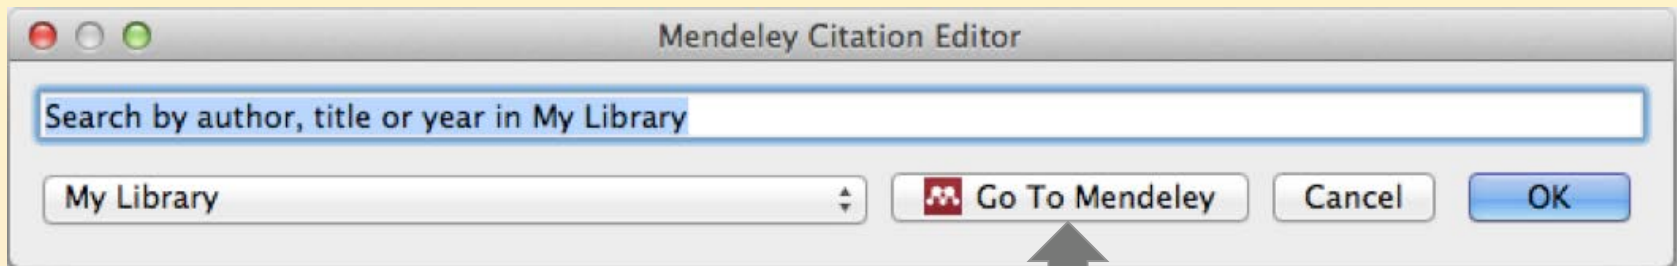 Mendeley Citation Editor
Search by author, title or year in My Library
My Library Go To Mendeley Cancel OK